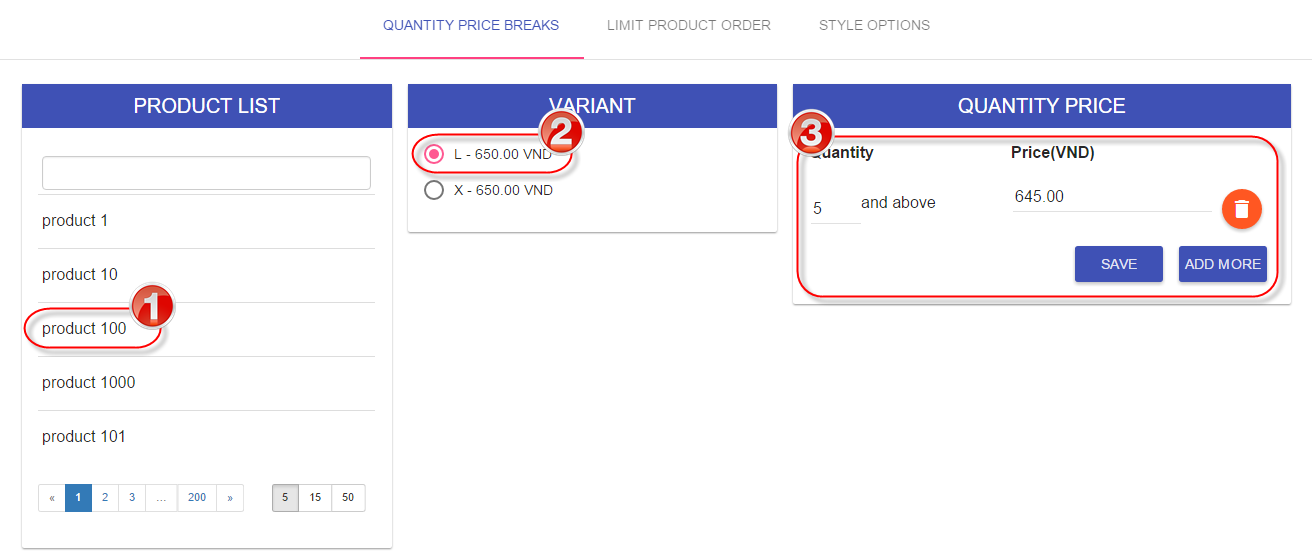 QUANTITY PRICE BREAKS LIMIT PRODUCT ORDER STYLE OPTIONS
PRODUCT LIST
product 1
product 10
1
product 100
product 1000
product 101
« 1 2 3 ... 200 » 5 15 50
VARIANT
2
L - 650.00 VND
X - 650.00 VND
QUANTITY PRICE
3
Quantity Price(VND)
5 and above 645.00
SAVE ADD MORE